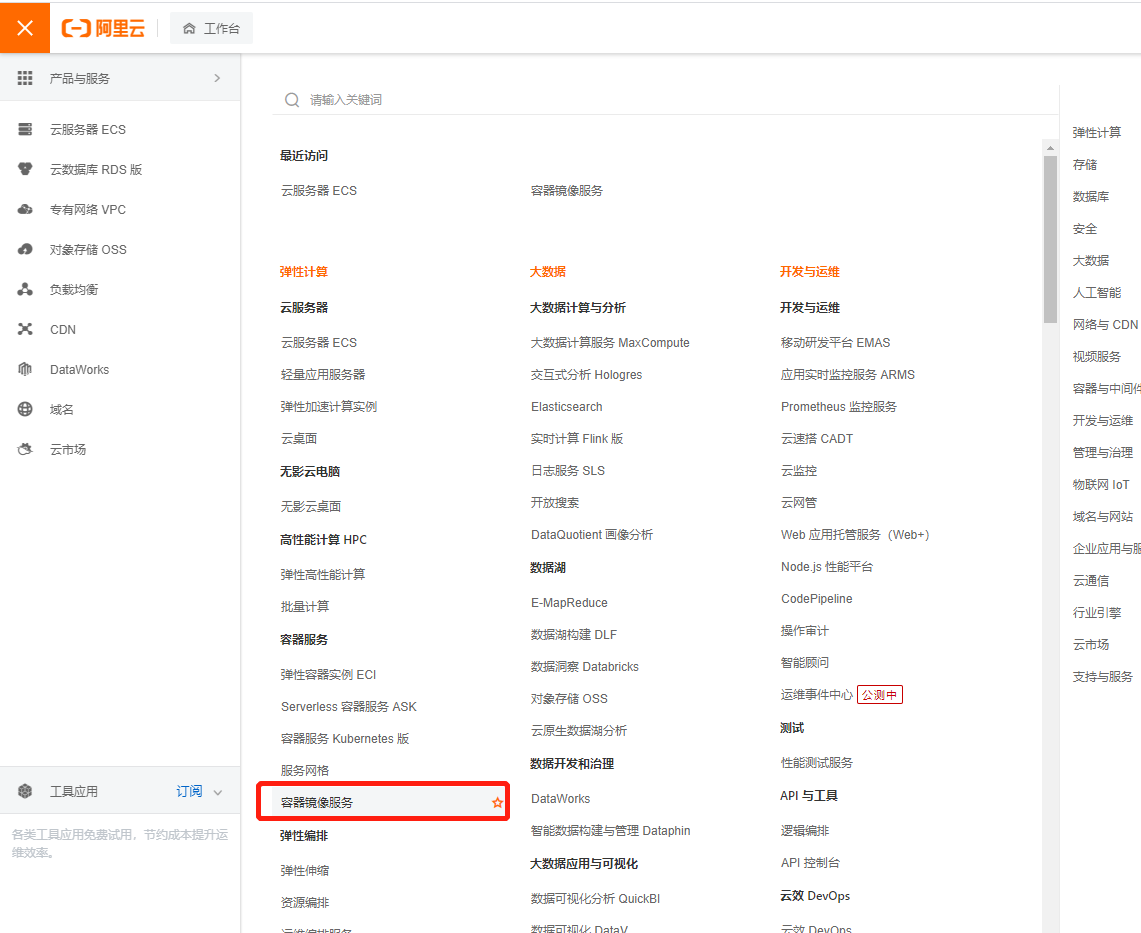 阿里云
工作台
产品与服务
云服务器 ECS
云数据库 RDS 版
专有网络 VPC
对象存储 OSS
负载均衡
CDN
DataWorks
域名
云市场
工具应用
订阅
各类工具应用免费试用，节约成本提升运
维效率。
请输入关键词
最近访问
云服务器 ECS
容器镜像服务
弹性计算
云服务器
云服务器 ECS
轻量应用服务器
弹性加速计算实例
云桌面
无影云电脑
无影云桌面
高性能计算 HPC
弹性高性能计算
批量计算
容器服务
弹性容器实例 ECI
Serverless 容器服务 ASK
容器服务 Kubernetes 版
服务网格
容器镜像服务
弹性编排
弹性伸缩
资源编排
运维编排服务
大数据
大数据计算与分析
大数据计算服务 MaxCompute
交互式分析 Hologres
Elasticsearch
实时计算 Flink 版
日志服务 SLS
开放搜索
DataQuotient 画像分析
数据湖
E-MapReduce
数据湖构建 DLF
数据洞察 Databricks
对象存储 OSS
云原生数据湖分析
数据开发和治理
DataWorks
智能数据构建与管理 Dataphin
大数据应用与可视化
数据可视化分析 QuickBI
数据可视化 DataV
开发与运维
开发与运维
移动研发平台 EMAS
应用实时监控服务 ARMS
Prometheus 监控服务
云速搭 CADT
云监控
云网管
Web 应用托管服务（Web+）
Node.js 性能平台
CodePipeline
操作审计
智能顾问
运维事件中心 公测中
测试
性能测试服务
API 与工具
逻辑编排
API 控制台
云效 DevOps
云效 DevOps
弹性计算
存储
数据库
安全
大数据
人工智能
网络与 CDN
视频服务
容器与中间件
开发与运维
管理与治理
物联网 IoT
域名与网站
企业应用与服
云通信
行业引擎
云市场
支持与服务